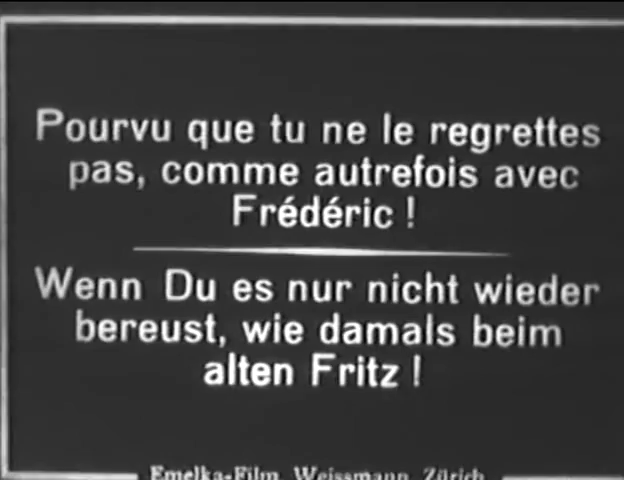 Pourvu que tu ne le regrettes
pas, comme autrefois avec
Frédéric !
Wenn Du es nur nicht wieder
bereust, wie damals beim
alten Fritz !
Emelka-Film Weissmann Zürich